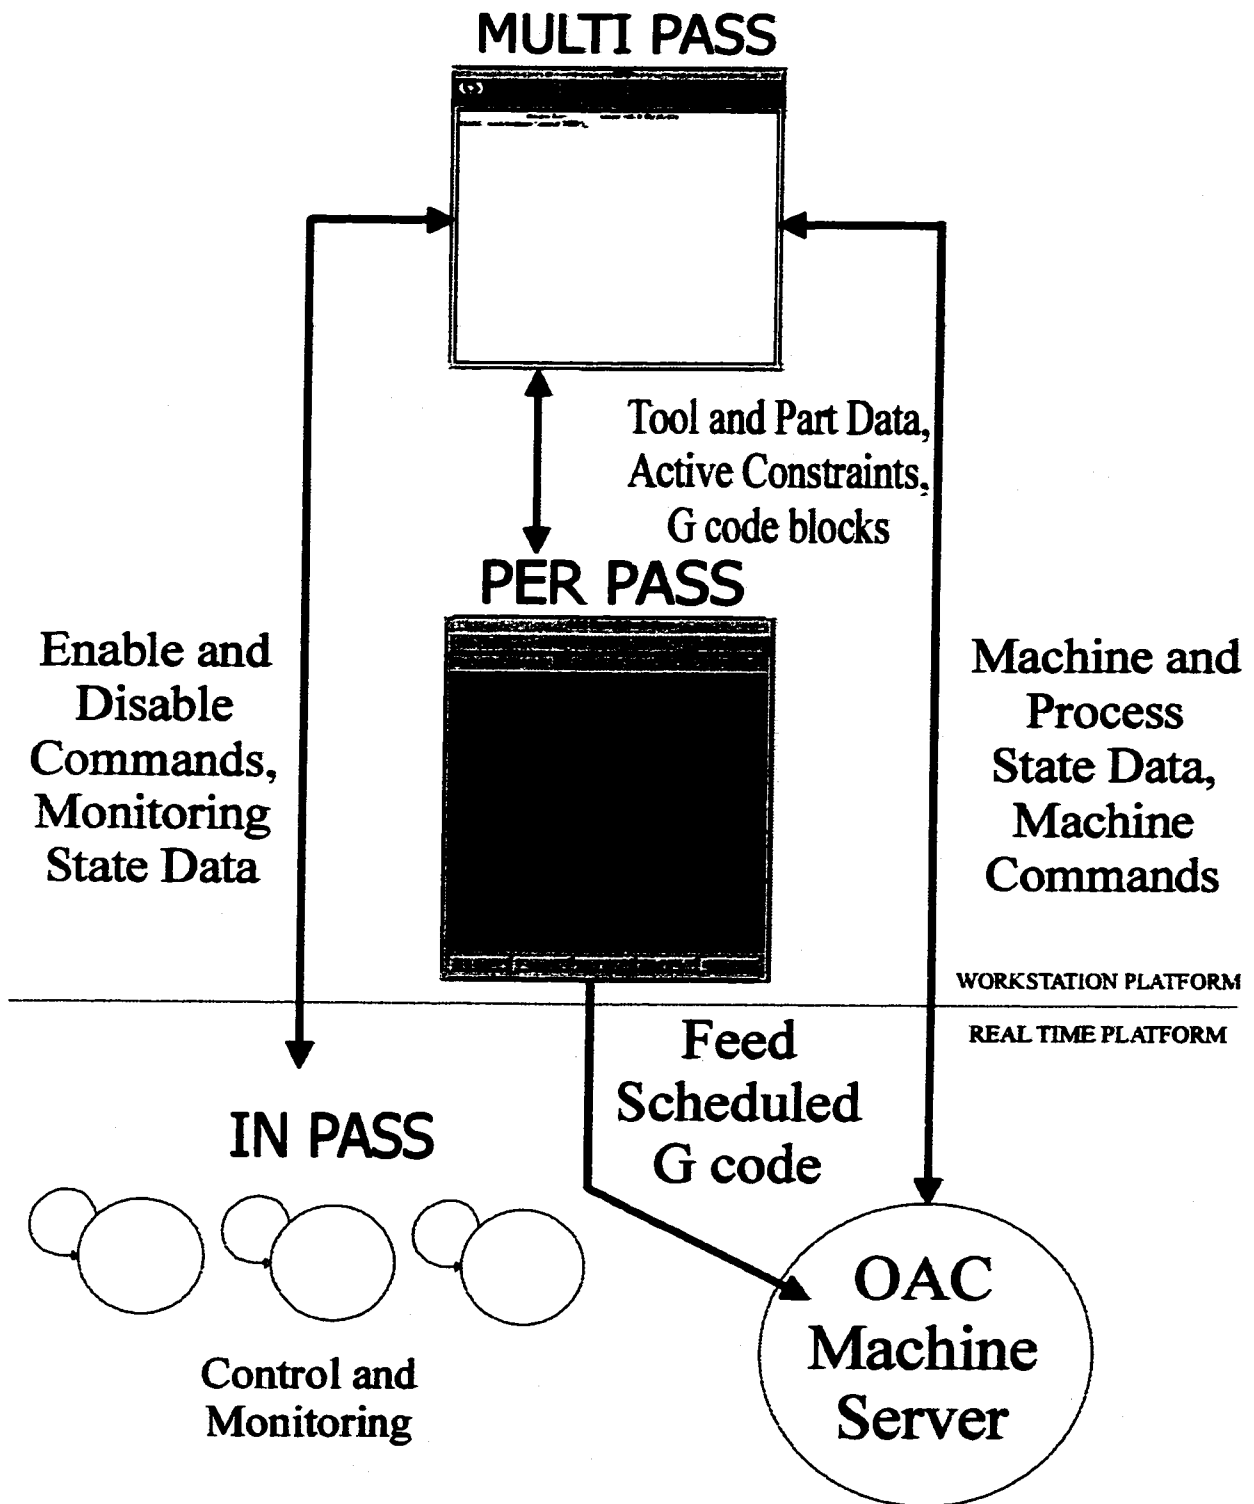 MULTI PASS
Tool and Part Data,
Active Constraints,
G code blocks
PER PASS
Enable and
Disable
Commands,
Monitoring
State Data
Machine and
Process
State Data,
Machine
Commands
WORKSTATION PLATFORM
REAL TIME PLATFORM
Feed
Scheduled
G code
IN PASS
Control and
Monitoring
OAC
Machine
Server